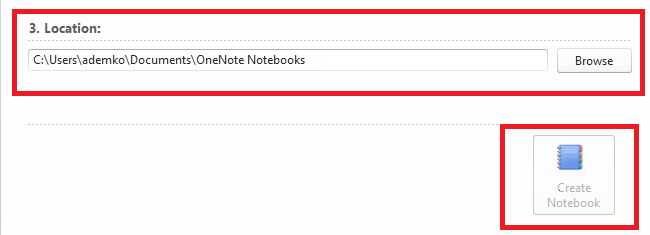 3. Location:
C:\Users\ademko\Documents\OneNote Notebooks
Browse
Create
Notebook